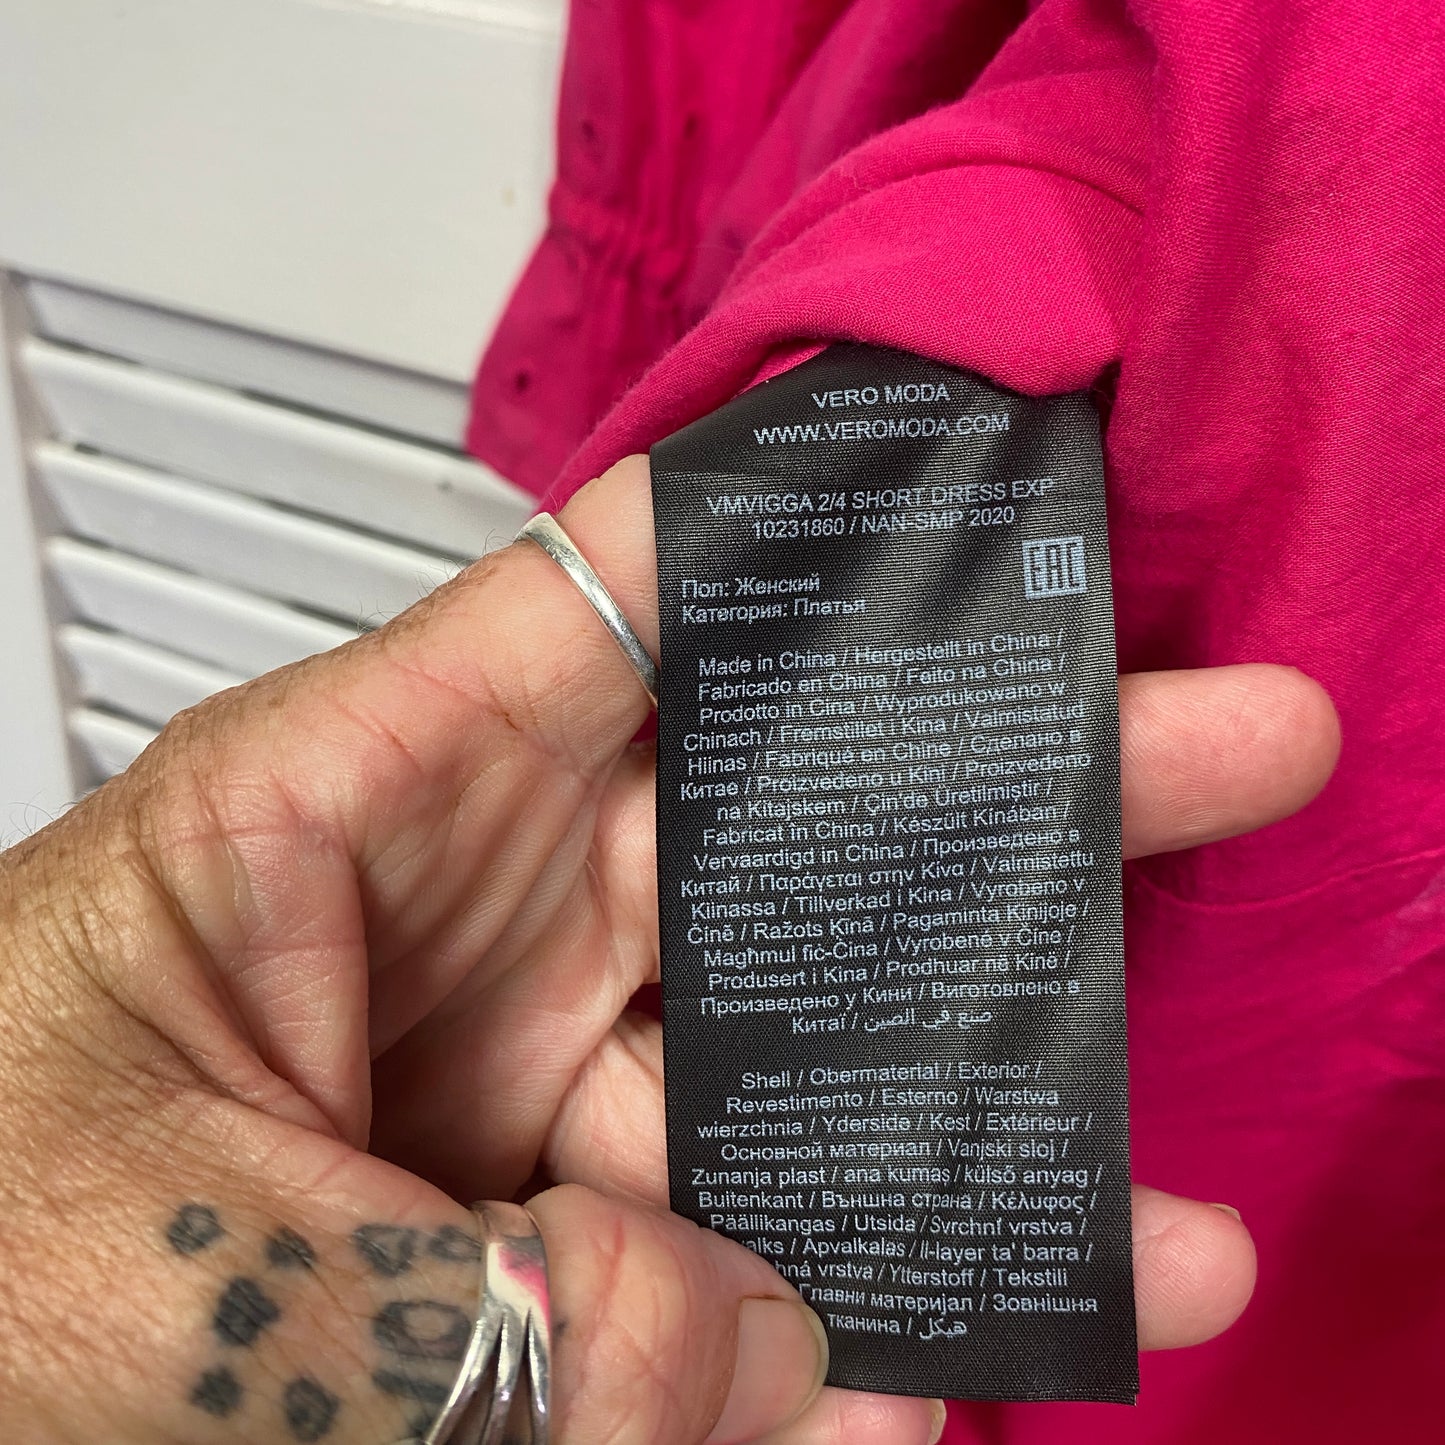 VERO MODA
WWW.VEROMODA.COM
VMVIGGA 2/4 SHORT DRESS EXP
10231860 / NAN-SMP 2020
EAC
Пол: Женский
Категория: Платья
Made in China / Hergestellt in China /
Fabricado en China / Feito na China /
Prodotto in Cina / Wyprodukowano w
Chinach / Fremstillet i Kina / Valmistatud
Hiinas / Fabriqué en Chine / Сделано в
Китае / Proizvedeno u Kini / Proizvedeno
na Kitajskem / Çin'de Üretilmistir /
Fabricat în China / Készült Kínában /
Vervaardigd in China / Произведено в
Китай / Παράγεται στην Κίνα / Valmistettu
Kiinassa / Tillverkad i Kina / Vyrobeno v
Číně / Ražots Ķīnā / Pagaminta Kinijoje /
Magħmul fiċ-Ċina / Vyrobené v Číne /
Produsert i Kina / Prodhuar në Kinë /
Произведено у Кини / Виготовлено в
Китаї / صنع في الصين
Shell / Obermaterial / Exterior /
Revestimento / Esterno / Warstwa
wierzchnia / Yderside / Kest / Extérieur /
Основной материал / Vanjski sloj /
Zunanja plast / ana kumaş / külső anyag /
Buitenkant / Външна страна / Κέλυφος /
Päällikangas / Utsida / Svrchní vrstva /
/ Apvalkalas / Il-layer ta' barra /
vrstva / Ytterstoff / Tekstili
Главни материјал / Зовнішня
тканина / هيكل